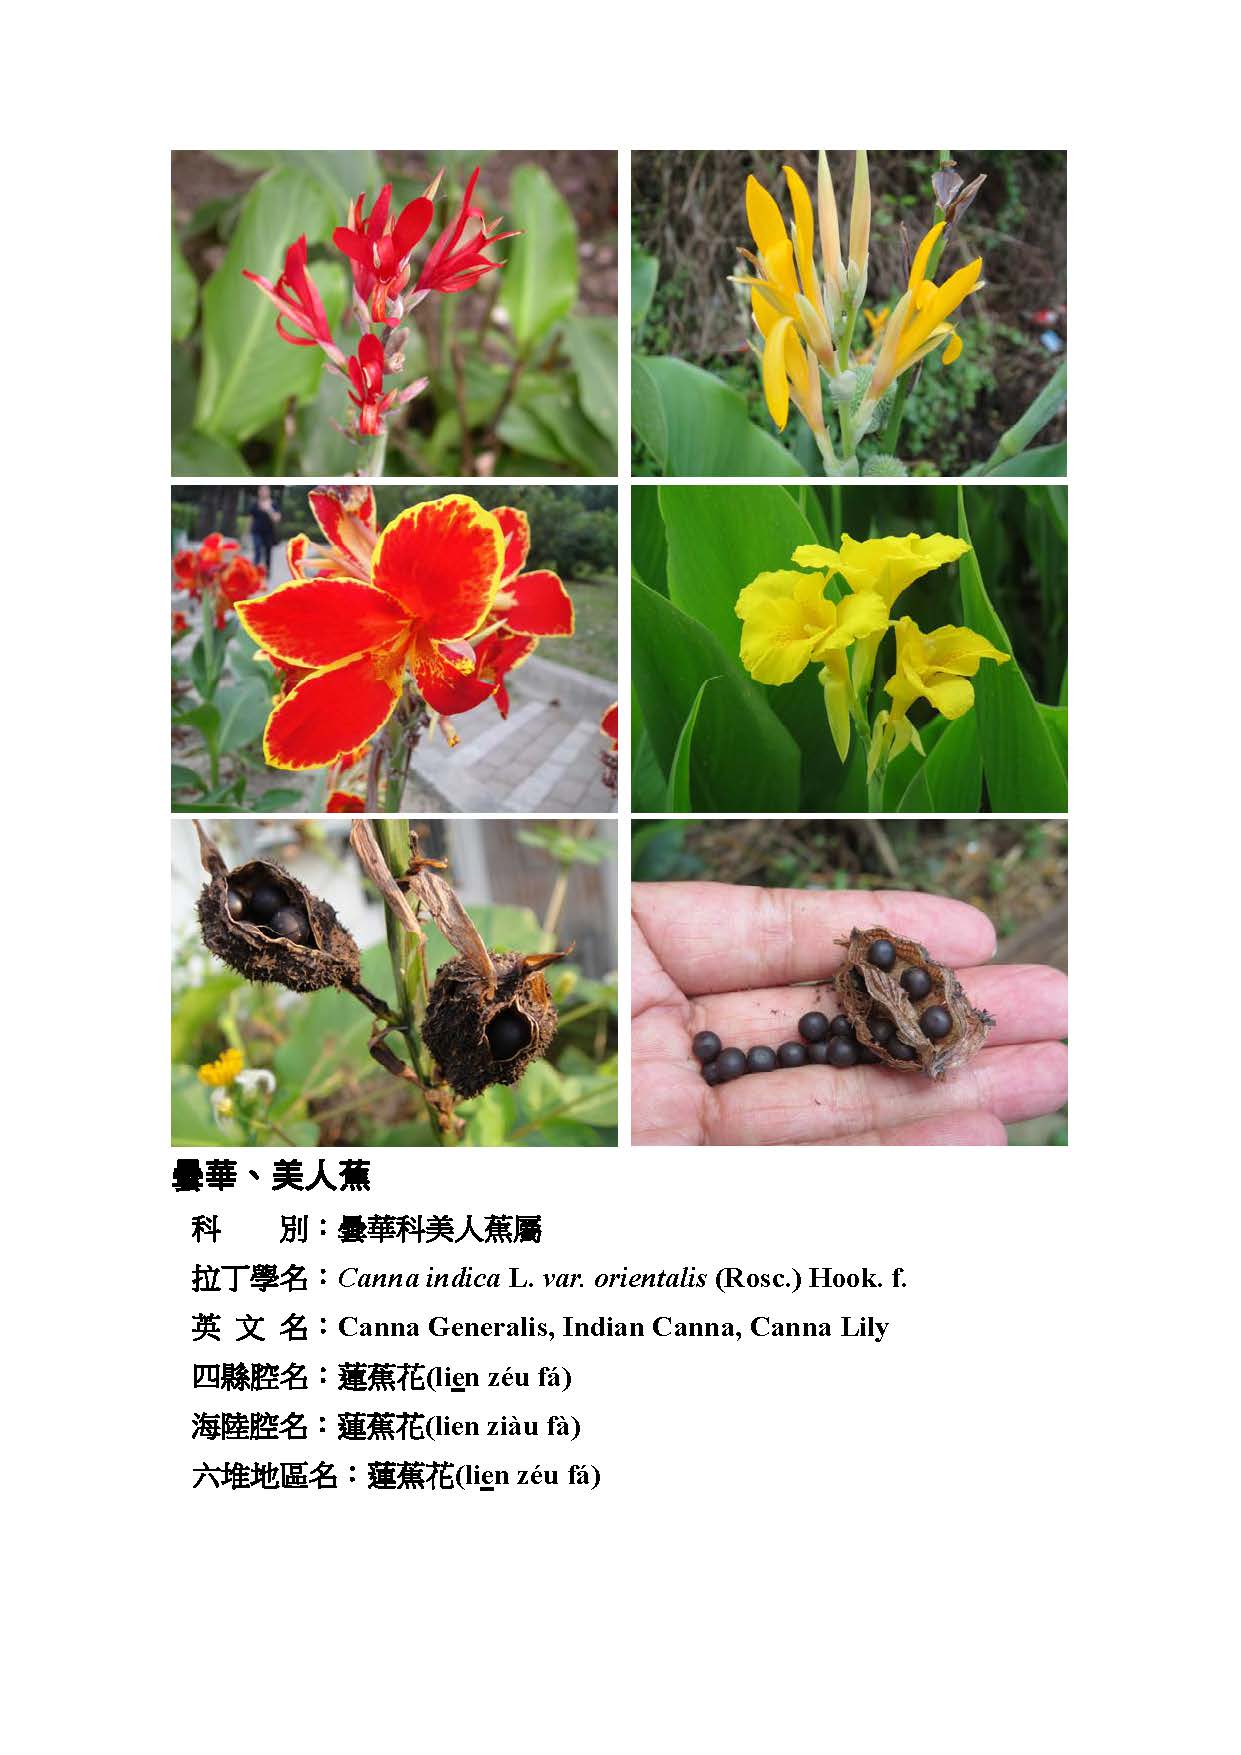 曇華、美人蕉
科　　別：曇華科美人蕉屬
拉丁學名：Canna indica L. var. orientalis (Rosc.) Hook. f.
英 文 名：Canna Generalis, Indian Canna, Canna Lily
四縣腔名：蓮蕉花(lien zéu fá)
海陸腔名：蓮蕉花(lien ziàu fà)
六堆地區名：蓮蕉花(lien zéu fá)